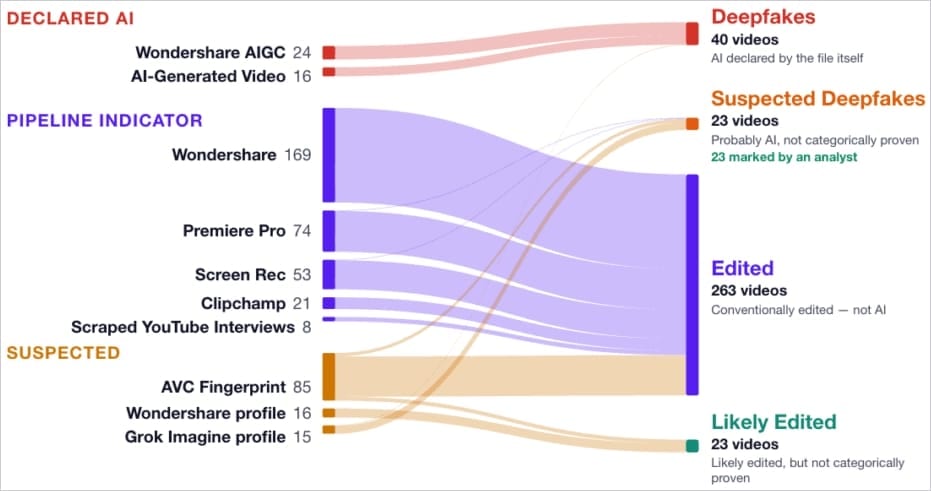 DECLARED AI
Wondershare AIGC 24
AI-Generated Video 16
PIPELINE INDICATOR
Wondershare 169
Premiere Pro 74
Screen Rec 53
Clipchamp 21
Scraped YouTube Interviews 8
SUSPECTED
AVC Fingerprint 85
Wondershare profile 16
Grok Imagine profile 15
Deepfakes
40 videos
AI declared by the file itself
Suspected Deepfakes
23 videos
Probably AI, not categorically proven
23 marked by an analyst
Edited
263 videos
Conventionally edited — not AI
Likely Edited
23 videos
Likely edited, but not categorically
proven